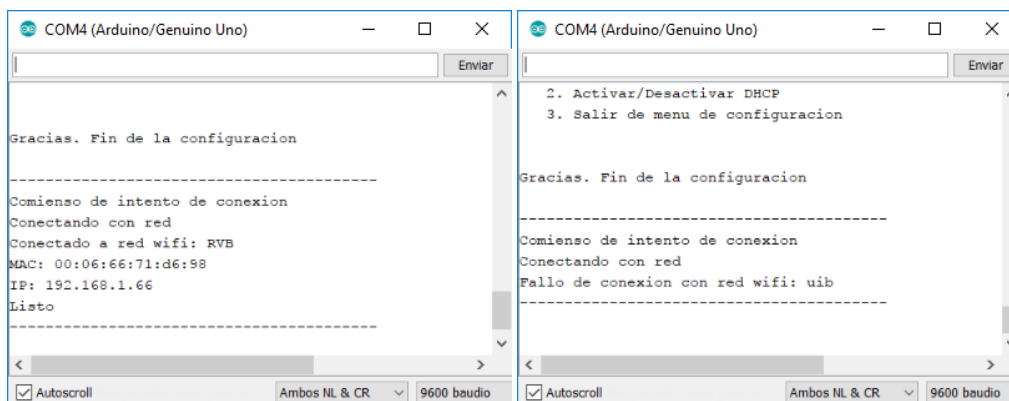 COM4 (Arduino/Genuino Uno)
Enviar
Gracias. Fin de la configuracion
-----------------------------------------
Comienso de intento de conexion
Conectando con red
Conectado a red wifi: RVB
MAC: 00:06:66:71:d6:98
IP: 192.168.1.66
Listo
-----------------------------------------
Autoscroll
Ambos NL & CR
9600 baudio
COM4 (Arduino/Genuino Uno)
Enviar
2. Activar/Desactivar DHCP
3. Salir de menu de configuracion
Gracias. Fin de la configuracion
-----------------------------------------
Comienso de intento de conexion
Conectando con red
Fallo de conexion con red wifi: uib
-----------------------------------------
Autoscroll
Ambos NL & CR
9600 baudio